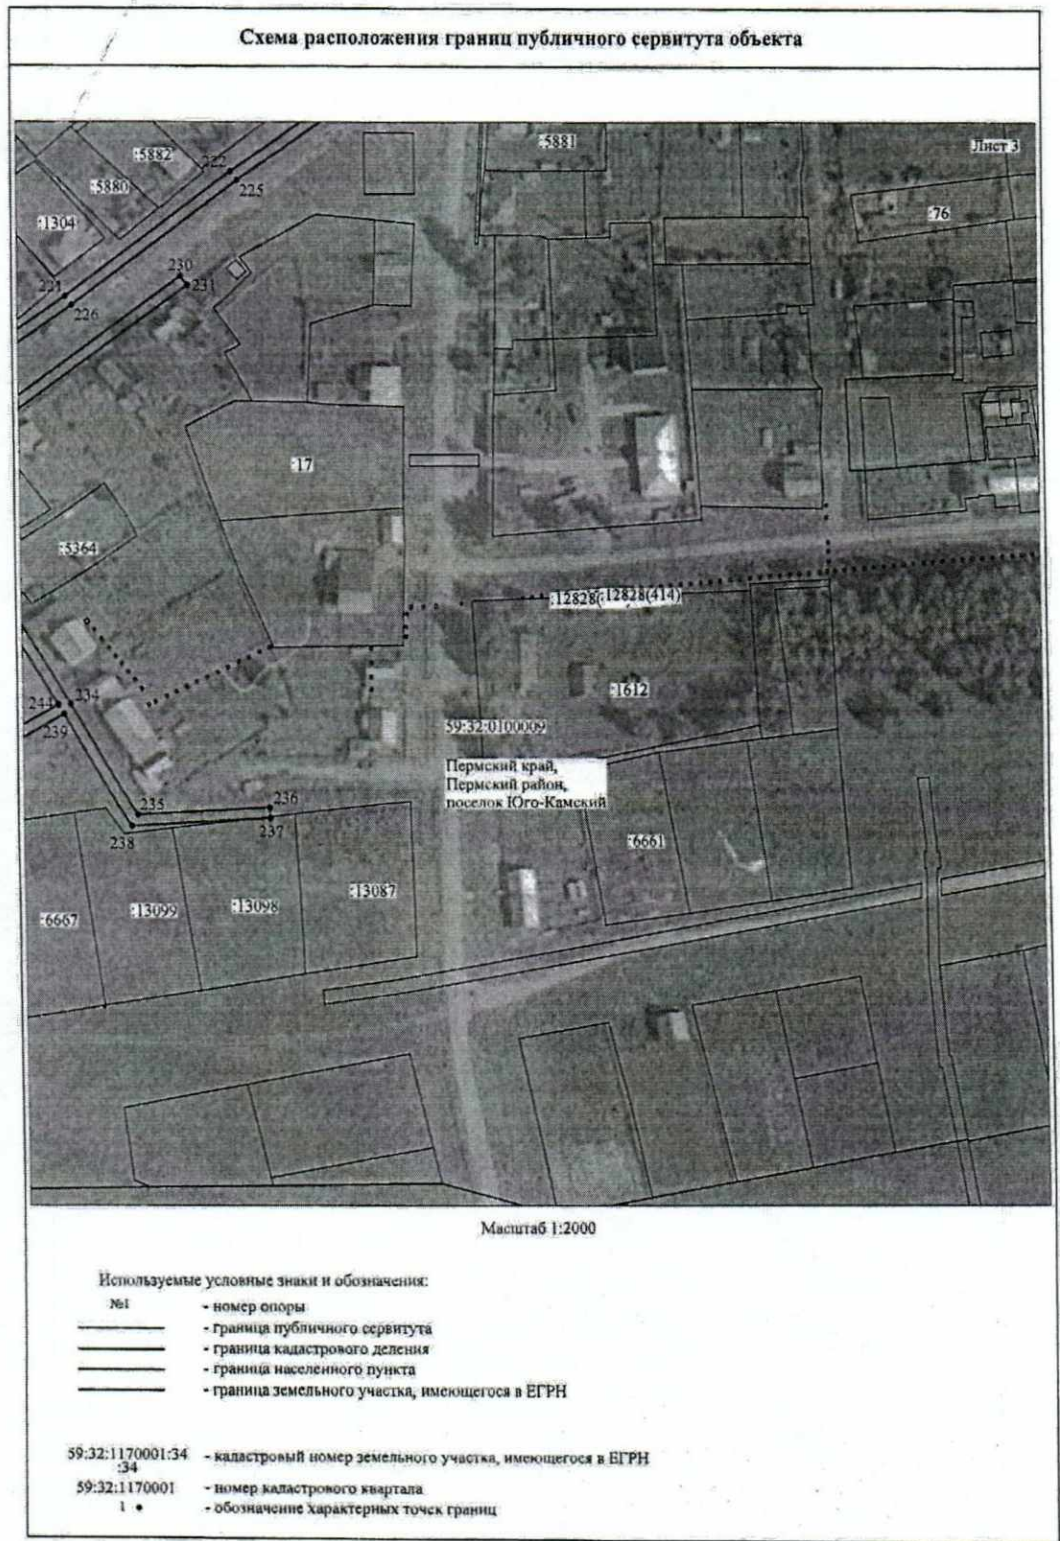 Схема расположения границ публичного сервитута объекта
Лист 3
:5882
222
:5881
:5880
225
:76
:1304
230
231
221
226
:17
:5364
:12828(
:12828(414)
234
244
239
:1612
59:32:0100009
Пермский край,
Пермский район,
поселок Юго-Камский
235
236
237
238
:6661
:13087
:13098
:13099
:6667
Масштаб 1:2000
Используемые условные знаки и обозначения:
№1 - номер опоры
- граница публичного сервитута
- граница кадастрового деления
- граница населенного пункта
- граница земельного участка, имеющегося в ЕГРН
59:32:1170001:34 - кадастровый номер земельного участка, имеющегося в ЕГРН
:34
59:32:1170001 - номер кадастрового квартала
1 - обозначение характерных точек границ